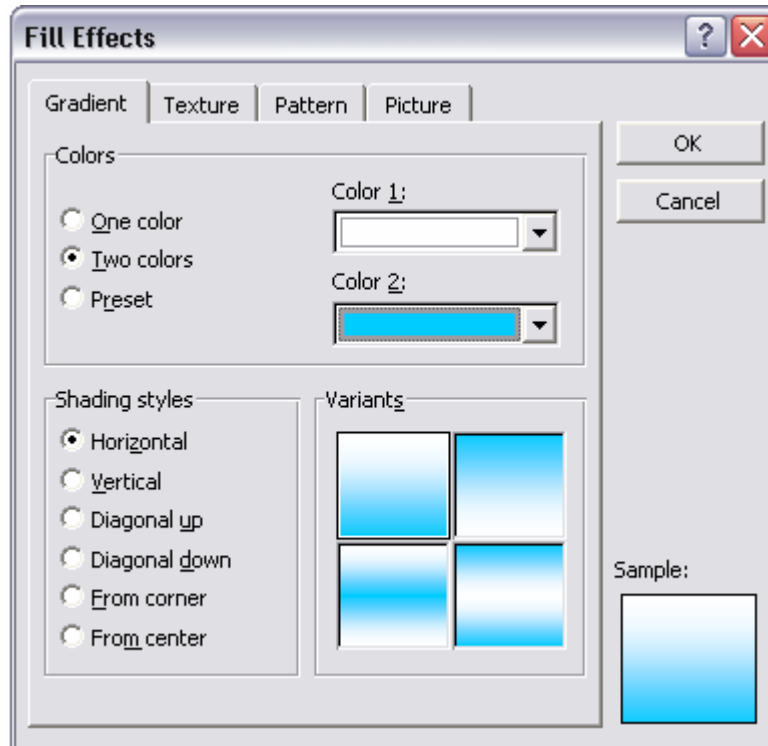 Fill Effects
?
Gradient Texture Pattern Picture
Colors
One color
Two colors
Preset
Color 1:
Color 2:
OK
Cancel
Shading styles
Horizontal
Vertical
Diagonal up
Diagonal down
From corner
From center
Variants
Sample: